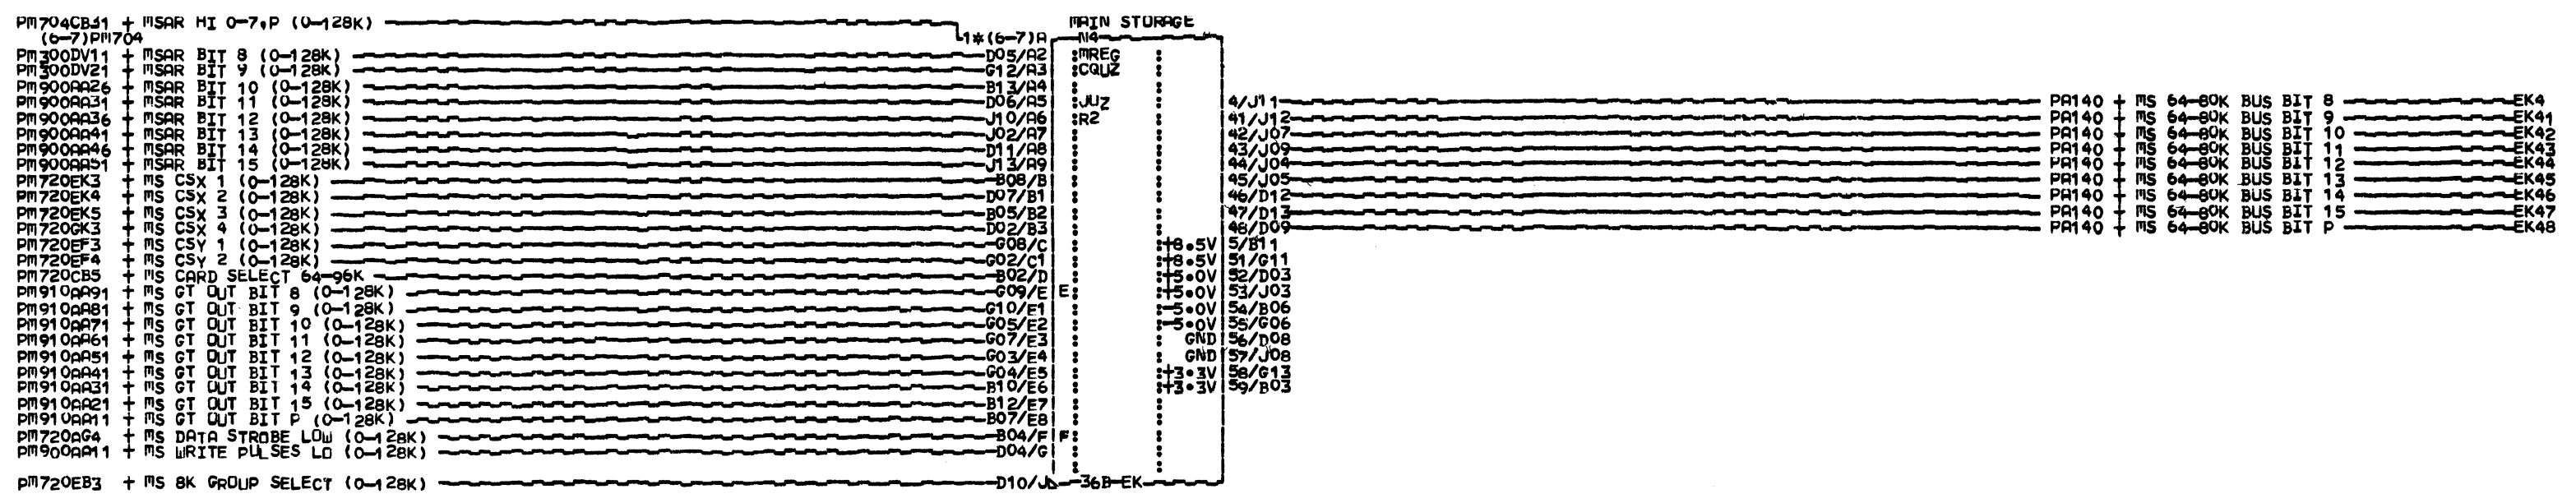 PM704CB31 + MSAR HI 0-7,P (0-128K) MAIN STORAGE
(6-7)PM704 1*(6-7)A N4
PM300DV11 + MSAR BIT 8 (0-128K) D05/A2 MREG
PM300DV21 + MSAR BIT 9 (0-128K) G12/A3 CQUZ
PM900AA26 + MSAR BIT 10 (0-128K) B13/A4
PM900AA31 + MSAR BIT 11 (0-128K) D06/A5 JUZ 4/J11 PA140 + MS 64-80K BUS BIT 8 EK4
PM900AA36 + MSAR BIT 12 (0-128K) J10/A6 R2 41/J12 PA140 + MS 64-80K BUS BIT 9 EK41
PM900AA41 + MSAR BIT 13 (0-128K) J02/A7 42/J07 PA140 + MS 64-80K BUS BIT 10 EK42
PM900AA46 + MSAR BIT 14 (0-128K) D11/A8 43/J09 PA140 + MS 64-80K BUS BIT 11 EK43
PM900AA51 + MSAR BIT 15 (0-128K) J13/A9 44/J04 PA140 + MS 64-80K BUS BIT 12 EK44
PM720EK3 + MS CSX 1 (0-128K) B08/B 45/J05 PA140 + MS 64-80K BUS BIT 13 EK45
PM720EK4 + MS CSX 2 (0-128K) D07/B1 46/D12 PA140 + MS 64-80K BUS BIT 14 EK46
PM720EK5 + MS CSX 3 (0-128K) B05/B2 47/D13 PA140 + MS 64-80K BUS BIT 15 EK47
PM720GK3 + MS CSX 4 (0-128K) D02/B3 48/D09 PA140 + MS 64-80K BUS BIT P EK48
PM720EF3 + MS CSY 1 (0-128K) G08/C +8.5V 5/B11
PM720EF4 + MS CSY 2 (0-128K) G02/C1 +8.5V 51/G11
PM720CB5 + MS CARD SELECT 64-96K B02/D +5.0V 52/D03
PM910AA91 + MS GT OUT BIT 8 (0-128K) G09/E E +5.0V 53/J03
PM910AA81 + MS GT OUT BIT 9 (0-128K) G10/E1 -5.0V 54/B06
PM910AA71 + MS GT OUT BIT 10 (0-128K) G05/E2 -5.0V 55/G06
PM910AA61 + MS GT OUT BIT 11 (0-128K) G07/E3 GND 56/D08
PM910AA51 + MS GT OUT BIT 12 (0-128K) G03/E4 GND 57/J08
PM910AA41 + MS GT OUT BIT 13 (0-128K) G04/E5 +3.3V 58/G13
PM910AA31 + MS GT OUT BIT 14 (0-128K) B10/E6 +3.3V 59/B03
PM910AA21 + MS GT OUT BIT 15 (0-128K) B12/E7
PM910AA11 + MS GT OUT BIT P (0-128K) B07/E8
PM720AG4 + MS DATA STROBE LOW (0-128K) B04/F F
PM900AA11 + MS WRITE PULSES LO (0-128K) D04/G
PM720EB3 + MS 8K GROUP SELECT (0-128K) D10/J 36B-EK